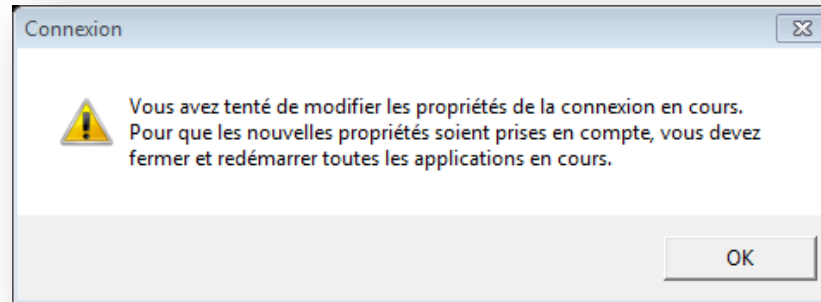 Connexion
Vous avez tenté de modifier les propriétés de la connexion en cours.
Pour que les nouvelles propriétés soient prises en compte, vous devez
fermer et redémarrer toutes les applications en cours.
OK